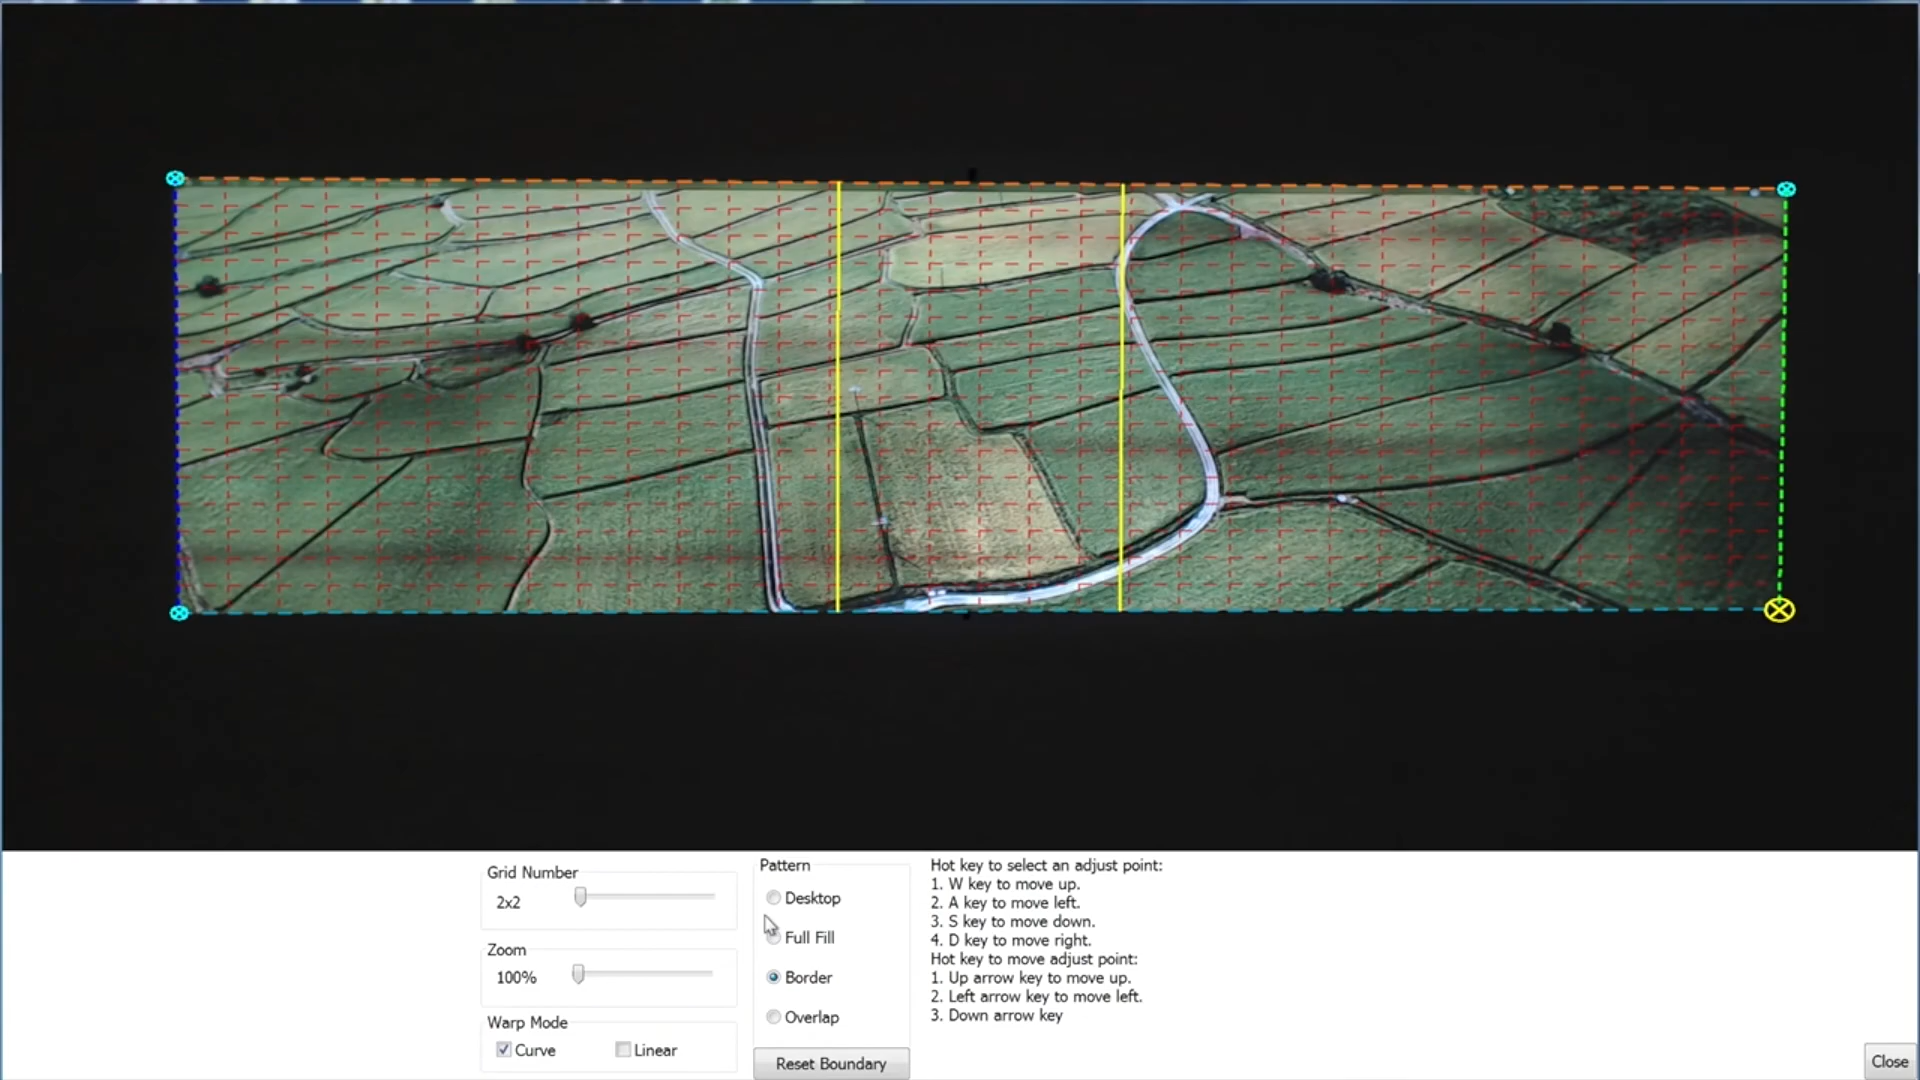 Grid Number
2x2
Zoom
100%
Warp Mode
Curve
Linear
Pattern
Desktop
Full Fill
Border
Overlap
Reset Boundary
Hot key to select an adjust point:
1. W key to move up.
2. A key to move left.
3. S key to move down.
4. D key to move right.
Hot key to move adjust point:
1. Up arrow key to move up.
2. Left arrow key to move left.
3. Down arrow key
Close